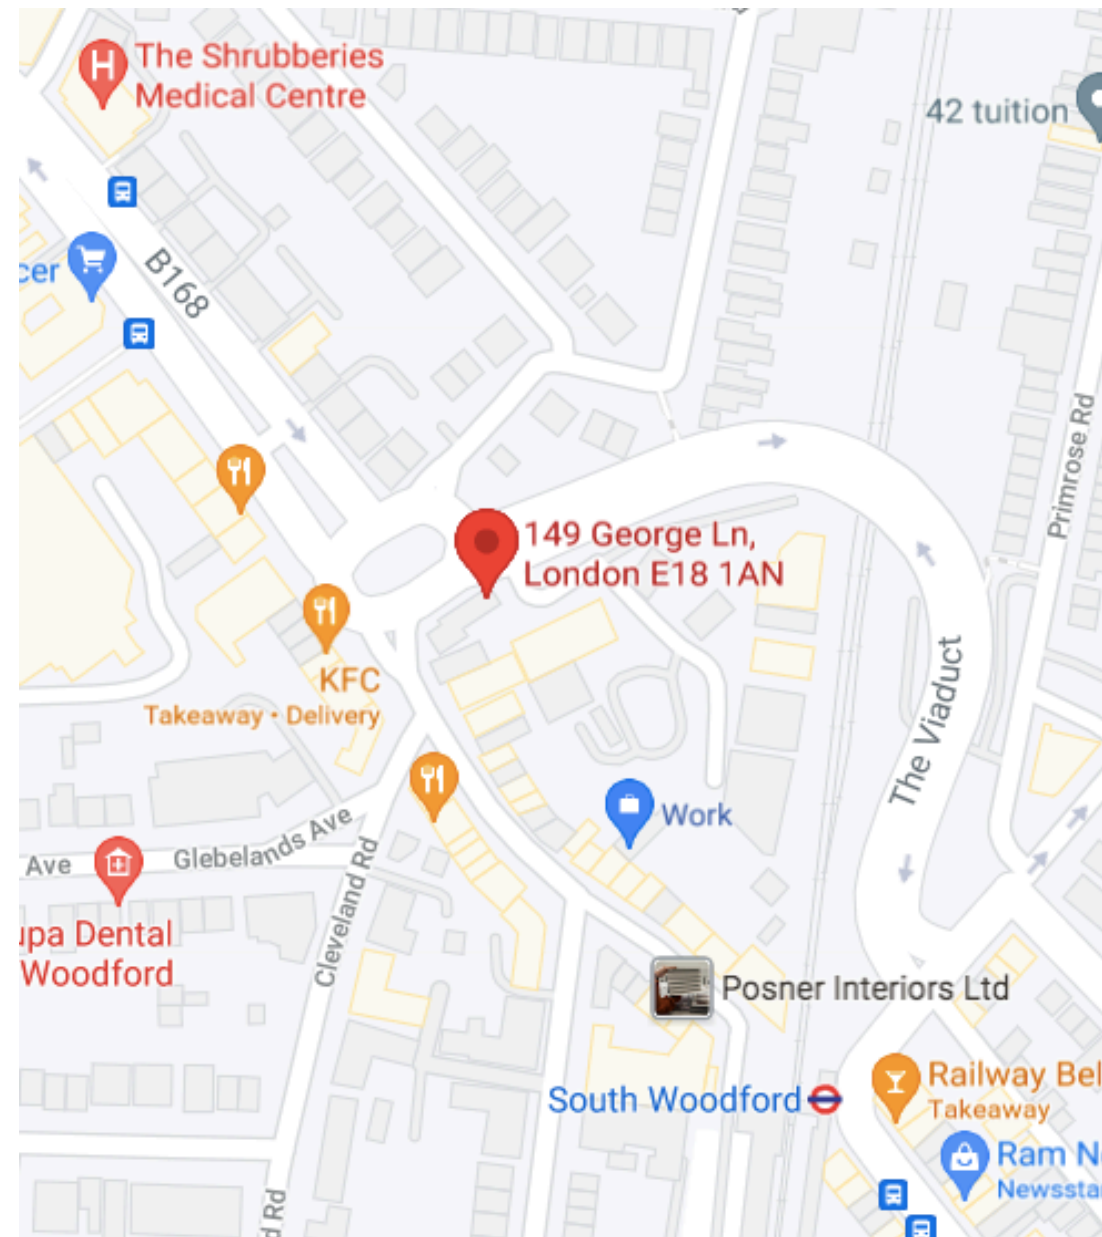 The Shrubberies
Medical Centre
42 tuition
cer
B168
149 George Ln,
London E18 1AN
Primrose Rd
KFC
Takeaway • Delivery
The Viaduct
Work
Glebelands Ave
Ave
Cleveland Rd
upa Dental
Woodford
Posner Interiors Ltd
South Woodford
Railway Bel
Takeaway
Ram N
Newssta
d Rd